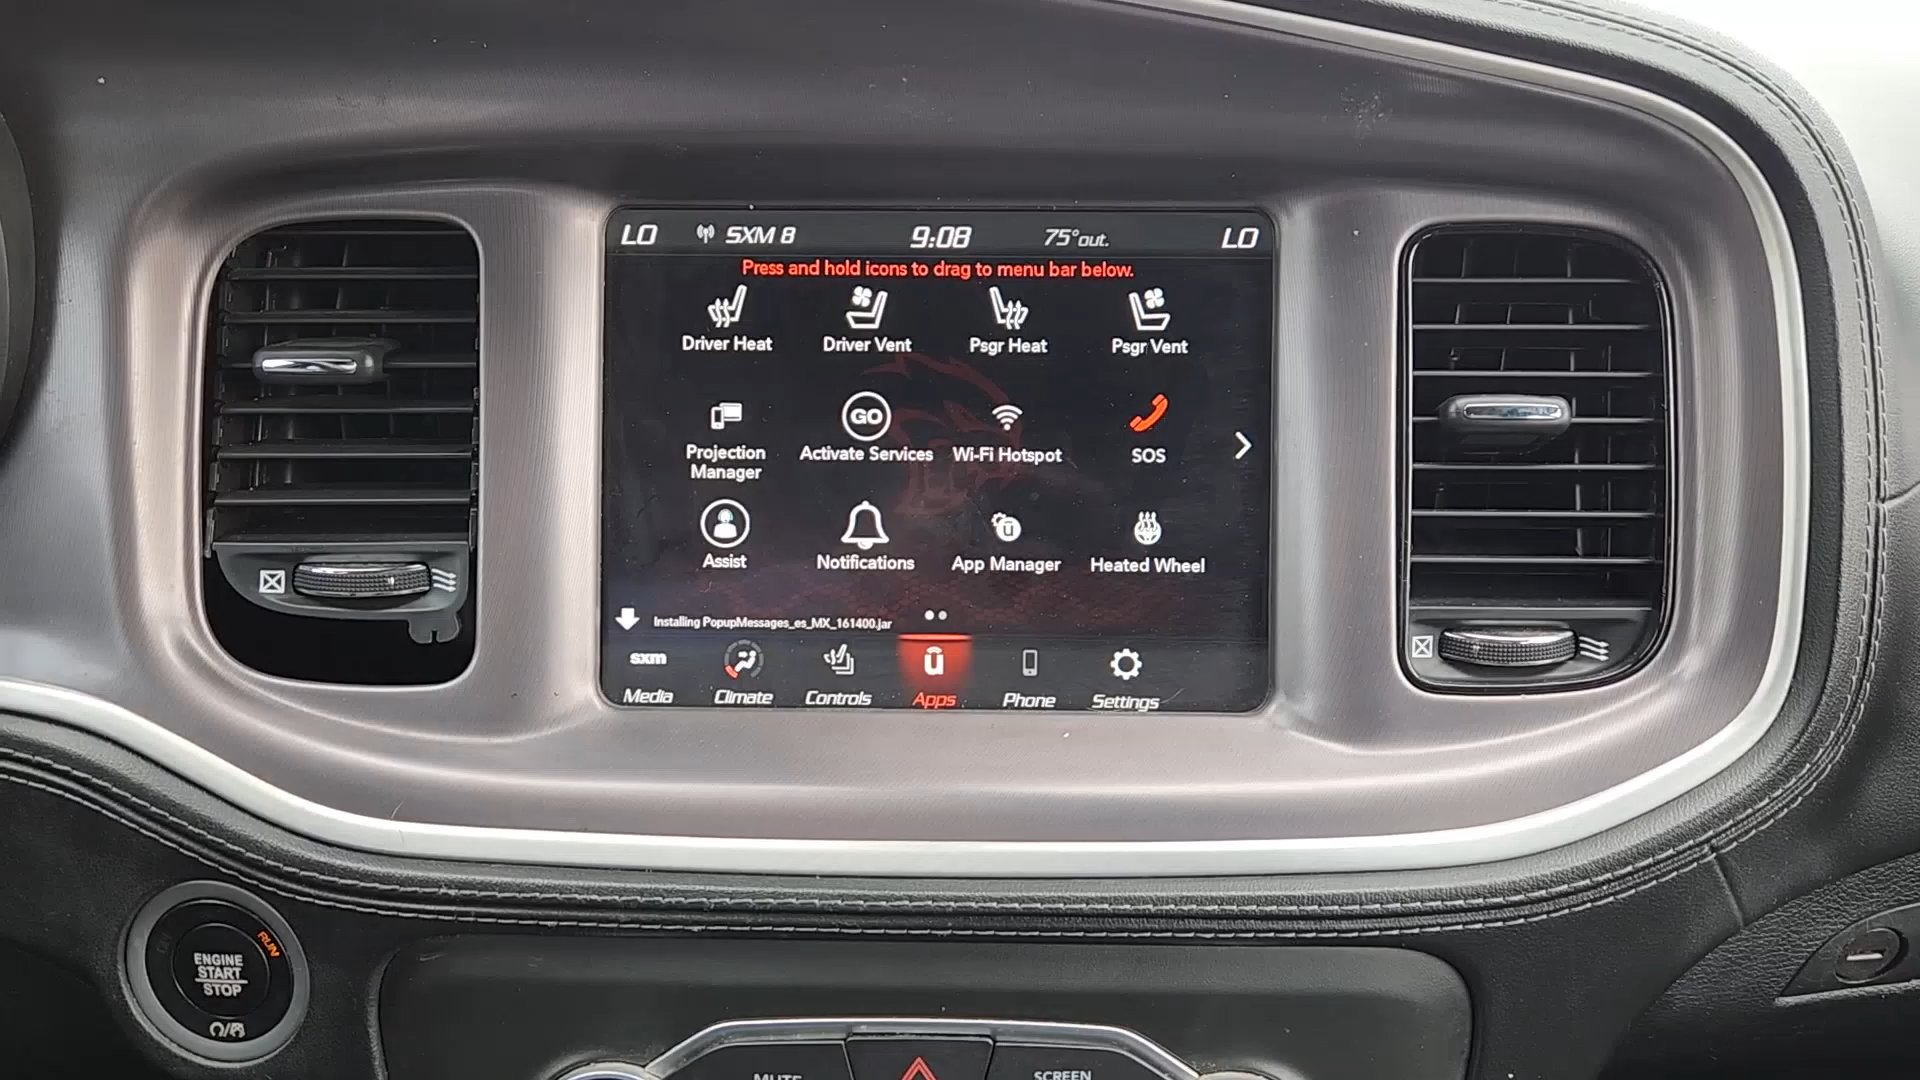 LO SXM 8 9:08 75°out. LO
Press and hold icons to drag to menu bar below.
Driver Heat Driver Vent Psgr Heat Psgr Vent
GO
Projection Manager Activate Services Wi-Fi Hotspot SOS
Assist Notifications App Manager Heated Wheel
Installing PopupMessages_es_MX_161400.jar
sxm
Media Climate Controls Apps Phone Settings
RUN
ENGINE
START
STOP
MUTE SCREEN